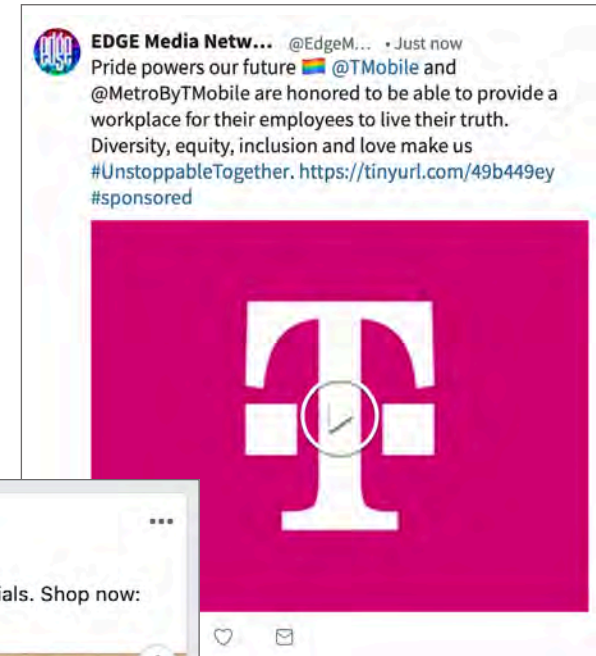 EDGE Media Netw... @EdgeM... • Just now
Pride powers our future 🏳️‍🌈 @TMobile and
@MetroByTMobile are honored to be able to provide a
workplace for their employees to live their truth.
Diversity, equity, inclusion and love make us
#UnstoppableTogether. https://tinyurl.com/49b449ey
#sponsored
T
Shop now: